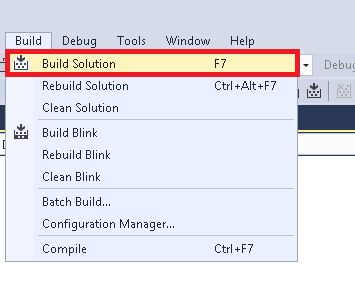 Build Debug Tools Window Help
Build Solution F7
Debug
Rebuild Solution Ctrl+Alt+F7
Clean Solution
Build Blink
Rebuild Blink
Clean Blink
Batch Build...
Configuration Manager...
Compile Ctrl+F7